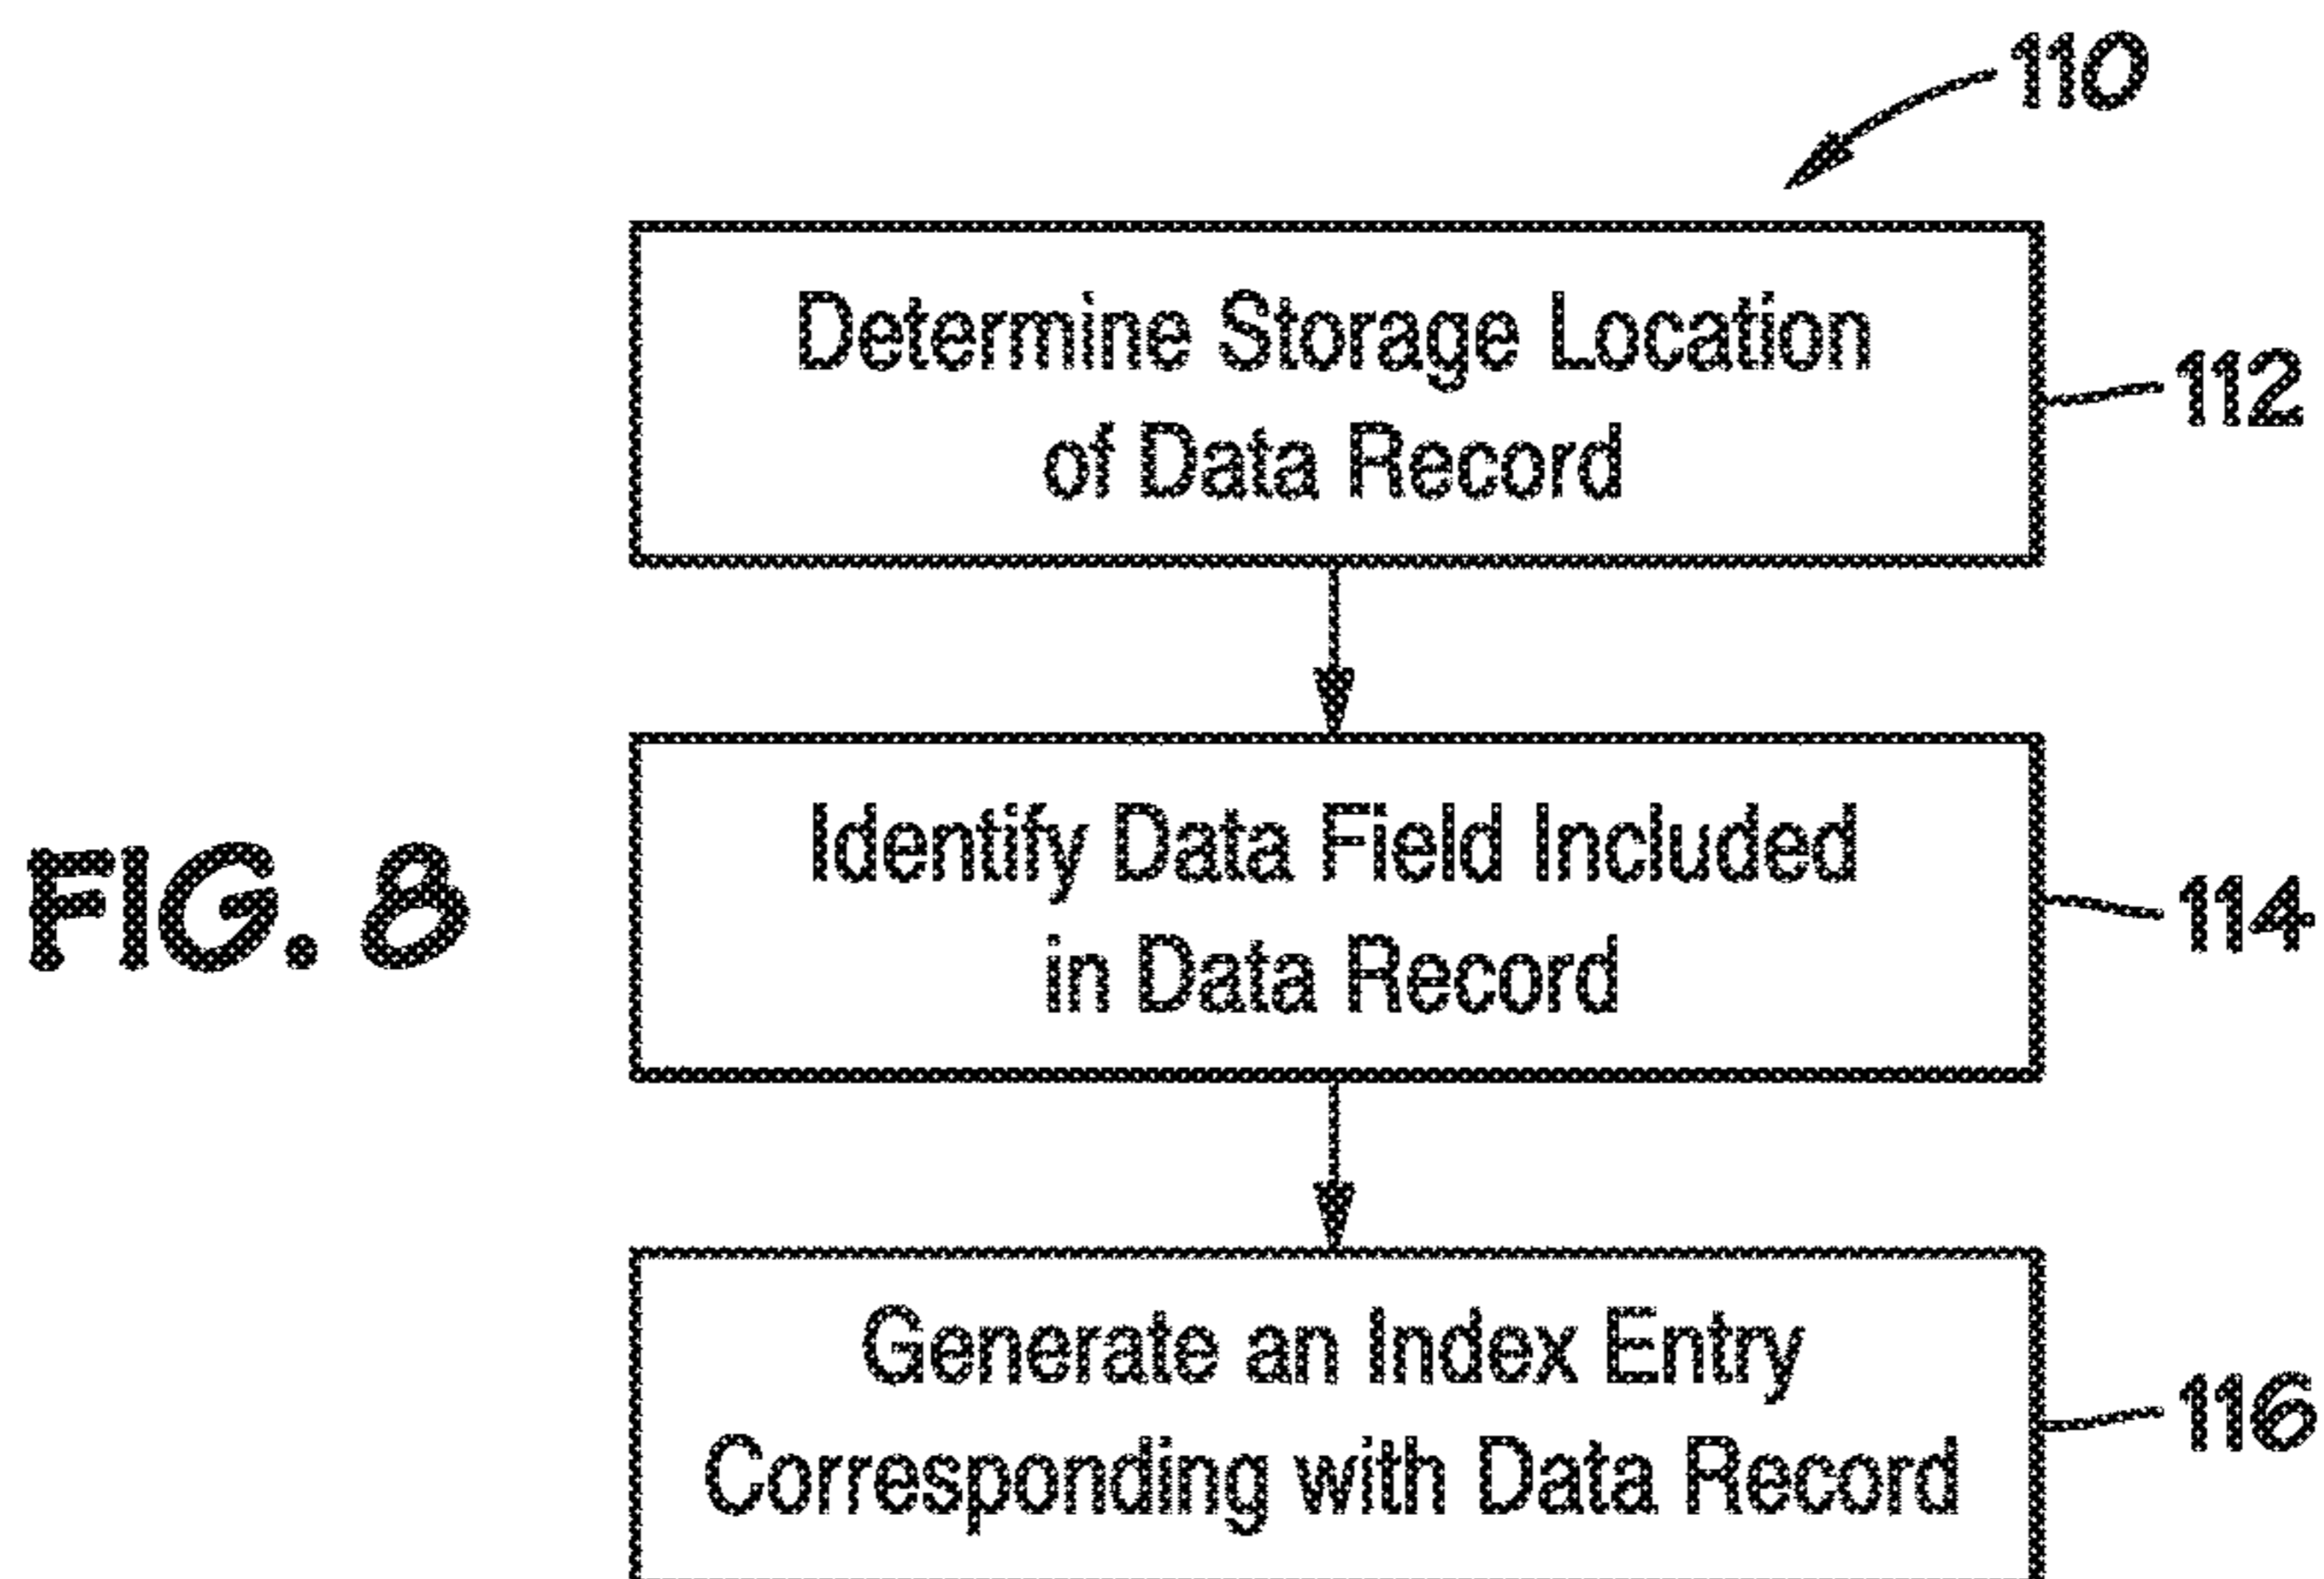 110
Determine Storage Location
of Data Record
112
Identify Data Field Included
in Data Record
114
FIG. 8
Generate an Index Entry
Corresponding with Data Record
116